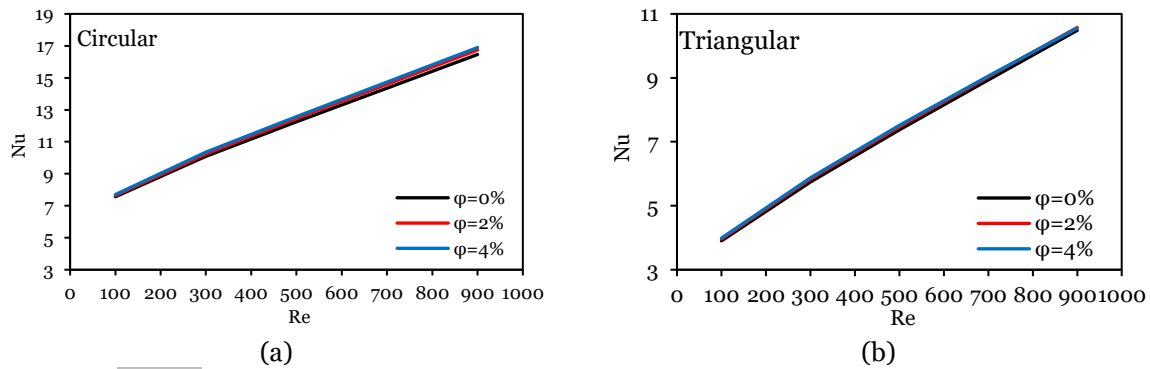 Circular
19
17
15
13
11
9
7
5
3
Nu
φ=0%
φ=2%
φ=4%
0 100 200 300 400 500 600 700 800 900 1000
Re
(a)
Triangular
11
9
7
5
3
Nu
φ=0%
φ=2%
φ=4%
0 100 200 300 400 500 600 700 800 9001000
Re
(b)